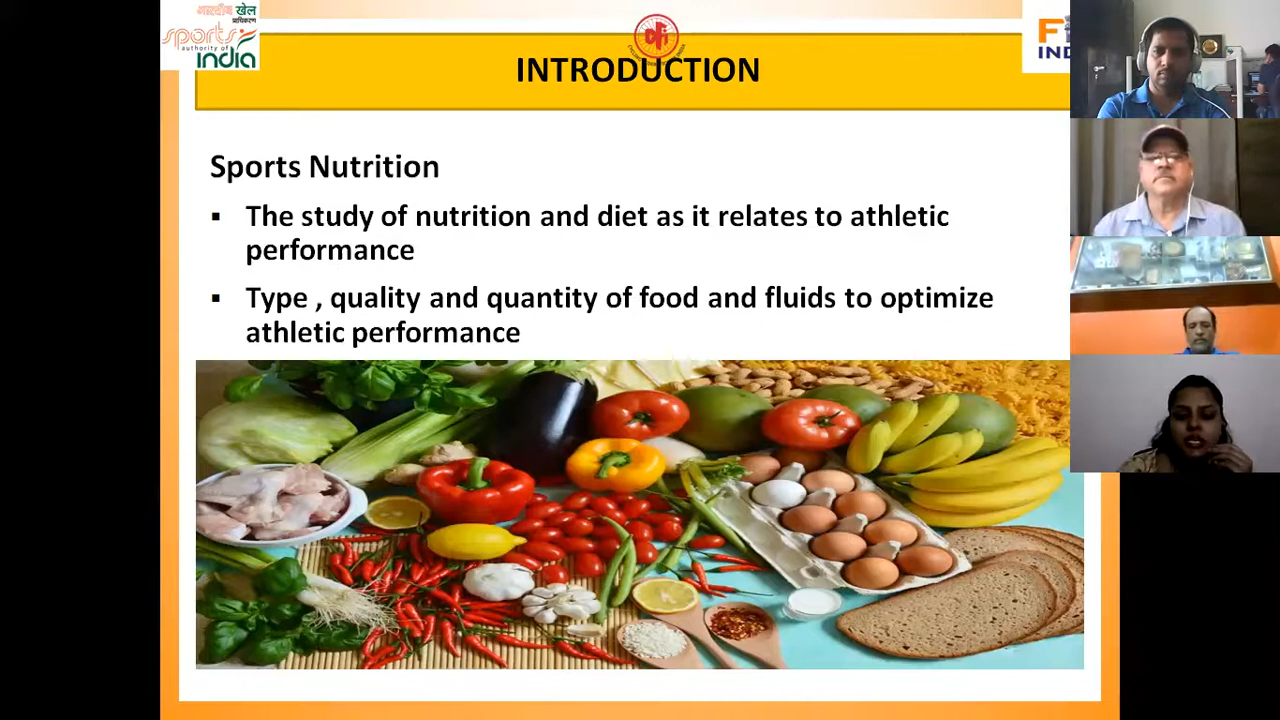 भारतीय खेल
प्राधिकरण
sports
authority of
india
INTRODUCTION
F
IND
Sports Nutrition
▪ The study of nutrition and diet as it relates to athletic
performance
▪ Type , quality and quantity of food and fluids to optimize
athletic performance